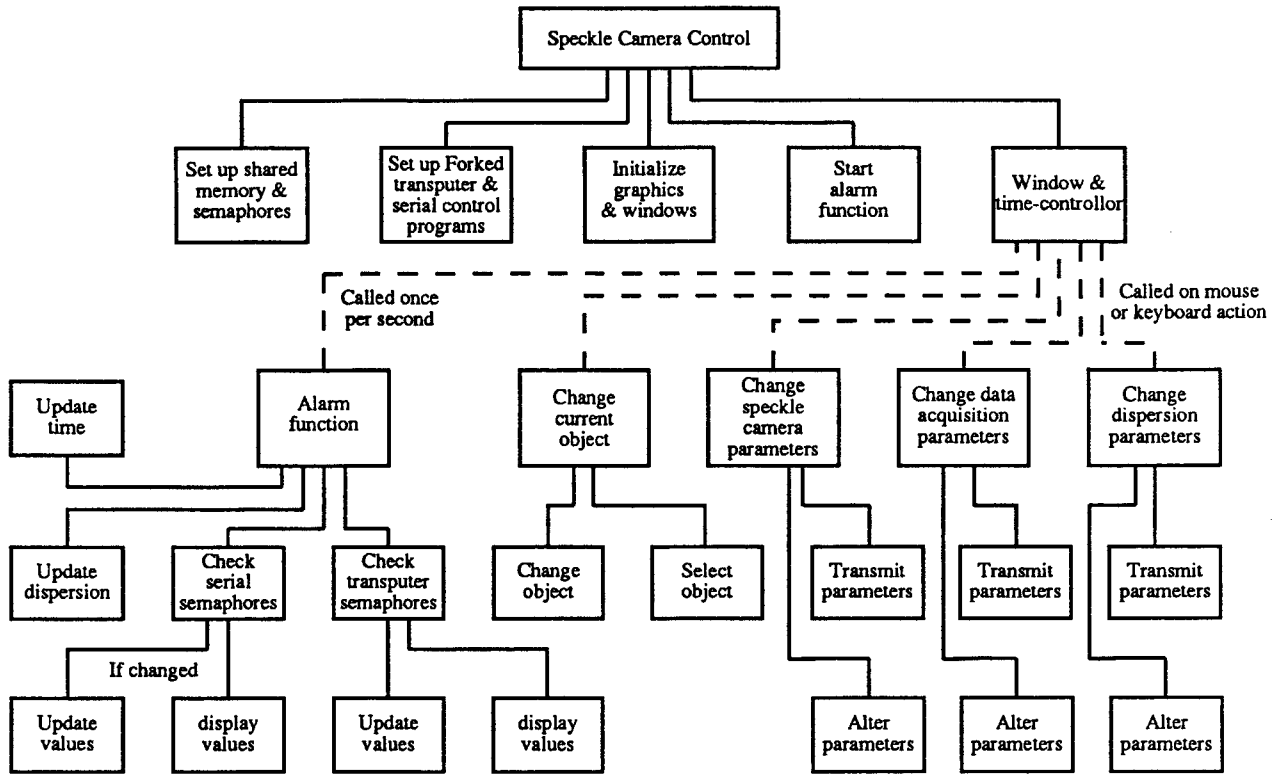 Speckle Camera Control
Set up shared
memory &
semaphores
Set up Forked
transputer &
serial control
programs
Initialize
graphics
& windows
Start
alarm
function
Window &
time-controllor
Called once
per second
Called on mouse
or keyboard action
Update
time
Alarm
function
Change
current
object
Change
speckle
camera
parameters
Change data
acquisition
parameters
Change
dispersion
parameters
Update
dispersion
Check
serial
semaphores
Check
transputer
semaphores
Change
object
Select
object
Transmit
parameters
Transmit
parameters
Transmit
parameters
If changed
Update
values
display
values
Update
values
display
values
Alter
parameters
Alter
parameters
Alter
parameters